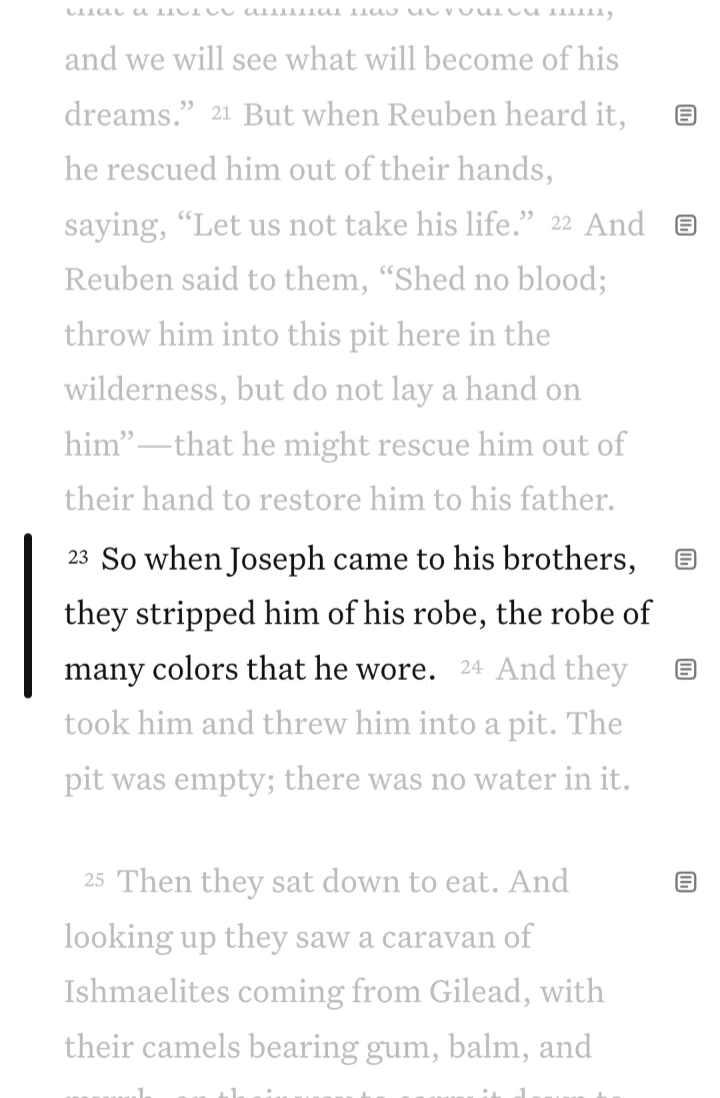 that a fierce animal has devoured him,
and we will see what will become of his
dreams.” 21 But when Reuben heard it,
he rescued him out of their hands,
saying, “Let us not take his life.” 22 And
Reuben said to them, “Shed no blood;
throw him into this pit here in the
wilderness, but do not lay a hand on
him”—that he might rescue him out of
their hand to restore him to his father.
23 So when Joseph came to his brothers,
they stripped him of his robe, the robe of
many colors that he wore. 24 And they
took him and threw him into a pit. The
pit was empty; there was no water in it.
25 Then they sat down to eat. And
looking up they saw a caravan of
Ishmaelites coming from Gilead, with
their camels bearing gum, balm, and